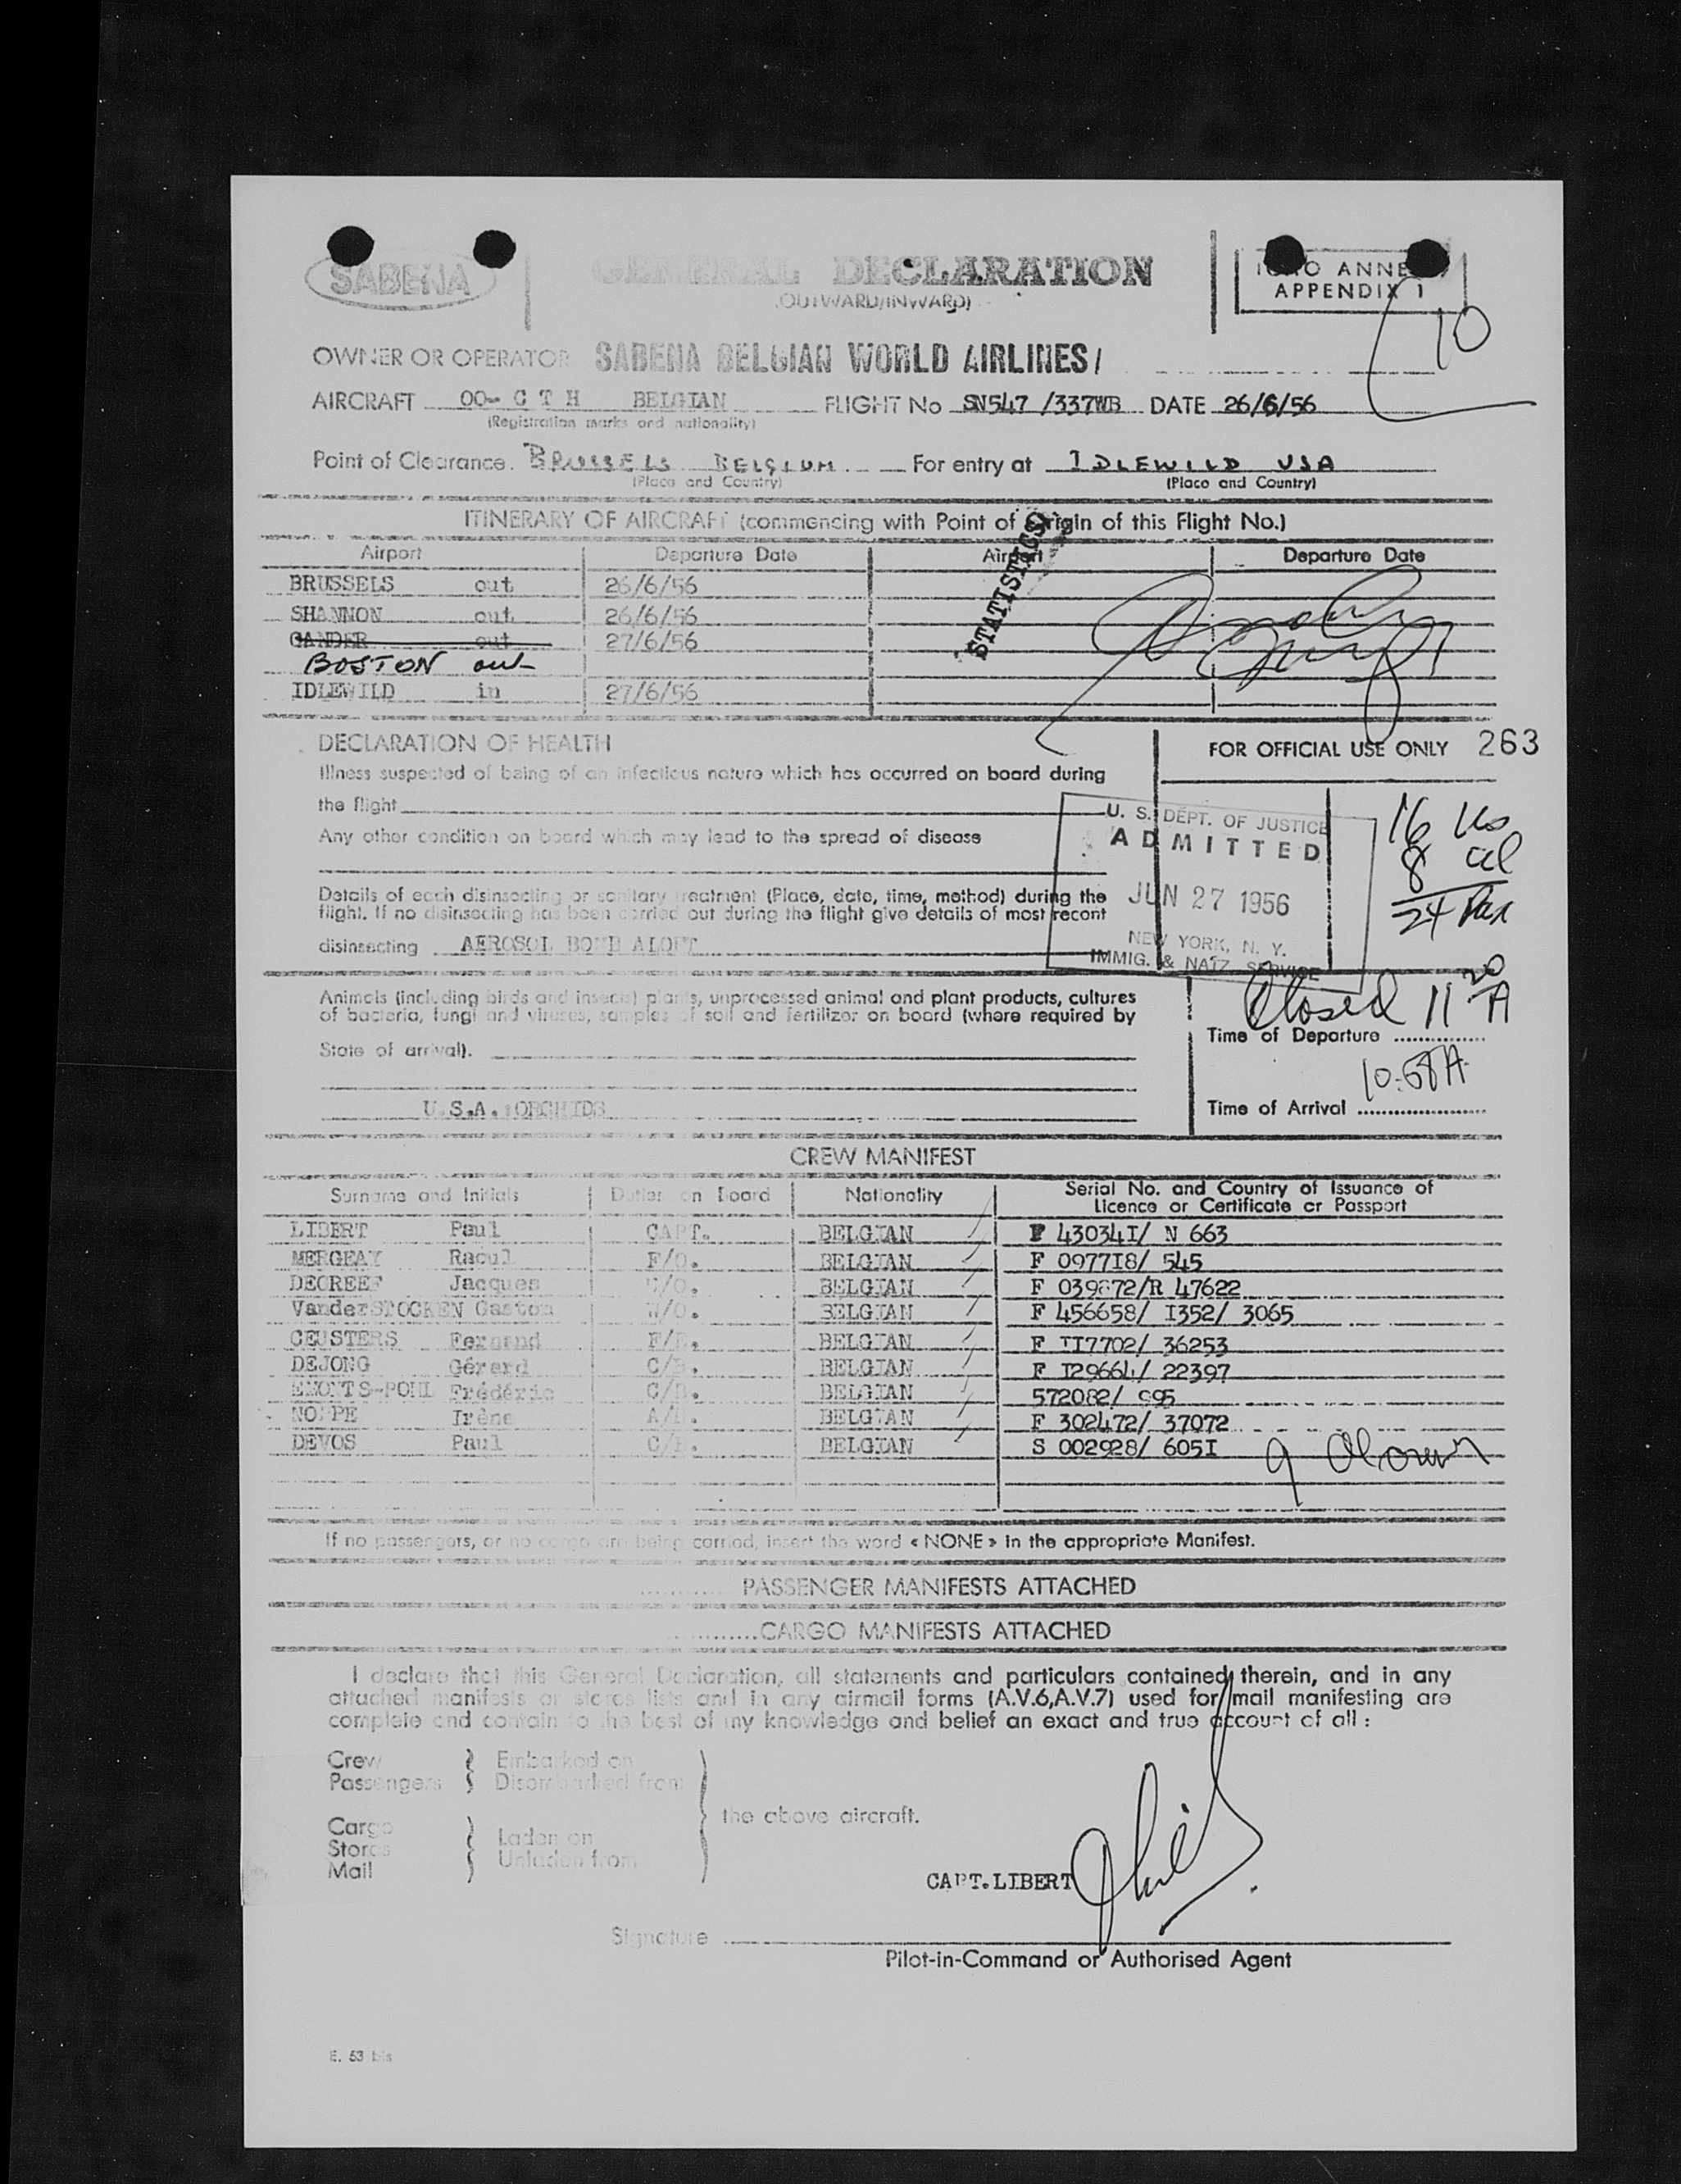 SABENA
GENERAL DECLARATION
(OUTWARD/INWARD)
APPENDIX 1
10
OWNER OR OPERATOR SABENA BELGIAN WORLD AIRLINES/
AIRCRAFT OO- C T H BELGIAN FLIGHT No SN547 /337WB DATE 26/6/56
(Registration marks and nationality)
Point of Clearance. BRUSSELS BELGIUM For entry at IDLEWILD USA
(Place and Country) (Place and Country)
ITINERARY OF AIRCRAFT (commencing with Point of Origin of this Flight No.)
Airport Departure Date Airport Departure Date
BRUSSELS out 26/6/56
SHANNON out 26/6/56
GANDER out 27/6/56
BOSTON out
IDLEWILD in 27/6/56
STATISTICS
DECLARATION OF HEALTH
FOR OFFICIAL USE ONLY 263
Illness suspected of being of an infectious nature which has occurred on board during
the flight
Any other condition on board which may lead to the spread of disease
Details of each disinsecting or sanitary treatment (Place, date, time, method) during the
flight. If no disinsecting has been carried out during the flight give details of most recent
disinsecting AEROSOL BOMB ALOFT
U. S. DEPT. OF JUSTICE
ADMITTED
JUN 27 1956
NEW YORK, N. Y.
IMMIG. & NATZ. SERVICE
16 US
8 al
24 Pax
Animals (including birds and insects) plants, unprocessed animal and plant products, cultures
of bacteria, fungi and viruses, samples of soil and fertilizer on board (where required by
State of arrival).
U.S.A.:ORCHIDS
Closed 11 20 A
Time of Departure
10:58A
Time of Arrival
CREW MANIFEST
Surname and Initials Duties on Board Nationality Serial No. and Country of Issuance of
Licence or Certificate or Passport
LIBERT Paul CAPT. BELGIAN F 43034I/ N 663
MERGEAY Raoul F/O. BELGIAN F 0977I8/ 545
DECREEF Jacques /O. BELGIAN F 039872/R 47622
VanderSTOCKEN Gaston W/O. BELGIAN F 456658/ I352/ 3065
CEUSTERS Fernand F/E. BELGIAN F II7702/ 36253
DEJONG Gérard C/B. BELGIAN F I29664/ 22397
EMONTS-POHL Frédéric C/B. BELGIAN 572082/ 995
NOPPE Irène A/H. BELGIAN F 302472/ 37072
DEVOS Paul BELGIAN S 002928/ 605I
9 Crown
If no passengers, or no cargo are being carried, insert the word « NONE » in the appropriate Manifest.
PASSENGER MANIFESTS ATTACHED
CARGO MANIFESTS ATTACHED
I declare that this General Declaration, all statements and particulars contained therein, and in any
attached manifests or stores lists and in any airmail forms (A.V.6,A.V.7) used for mail manifesting are
complete and contain to the best of my knowledge and belief an exact and true account of all :
Crew Embarked on
Passengers Disembarked from
the above aircraft.
Cargo
Stores Laden on
Mail Unladen from
CAPT.LIBERT
Signature
Pilot-in-Command or Authorised Agent
E. 53 bis